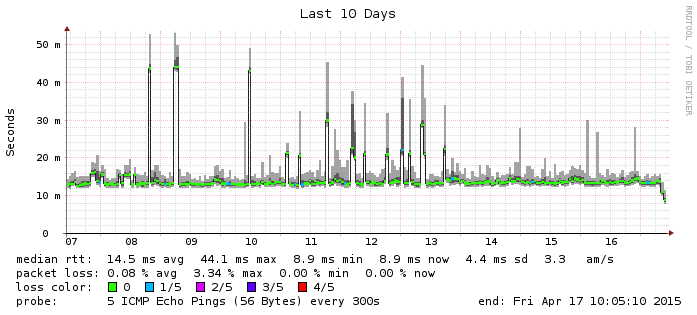 Last 10 Days
RRDTOOL / TOBI OETIKER
Seconds
50 m
40 m
30 m
20 m
10 m
0
07 08 09 10 11 12 13 14 15 16
median rtt: 14.5 ms avg 44.1 ms max 8.9 ms min 8.9 ms now 4.4 ms sd 3.3 am/s
packet loss: 0.08 % avg 3.34 % max 0.00 % min 0.00 % now
loss color: 0 1/5 2/5 3/5 4/5
probe: 5 ICMP Echo Pings (56 Bytes) every 300s end: Fri Apr 17 10:05:10 2015